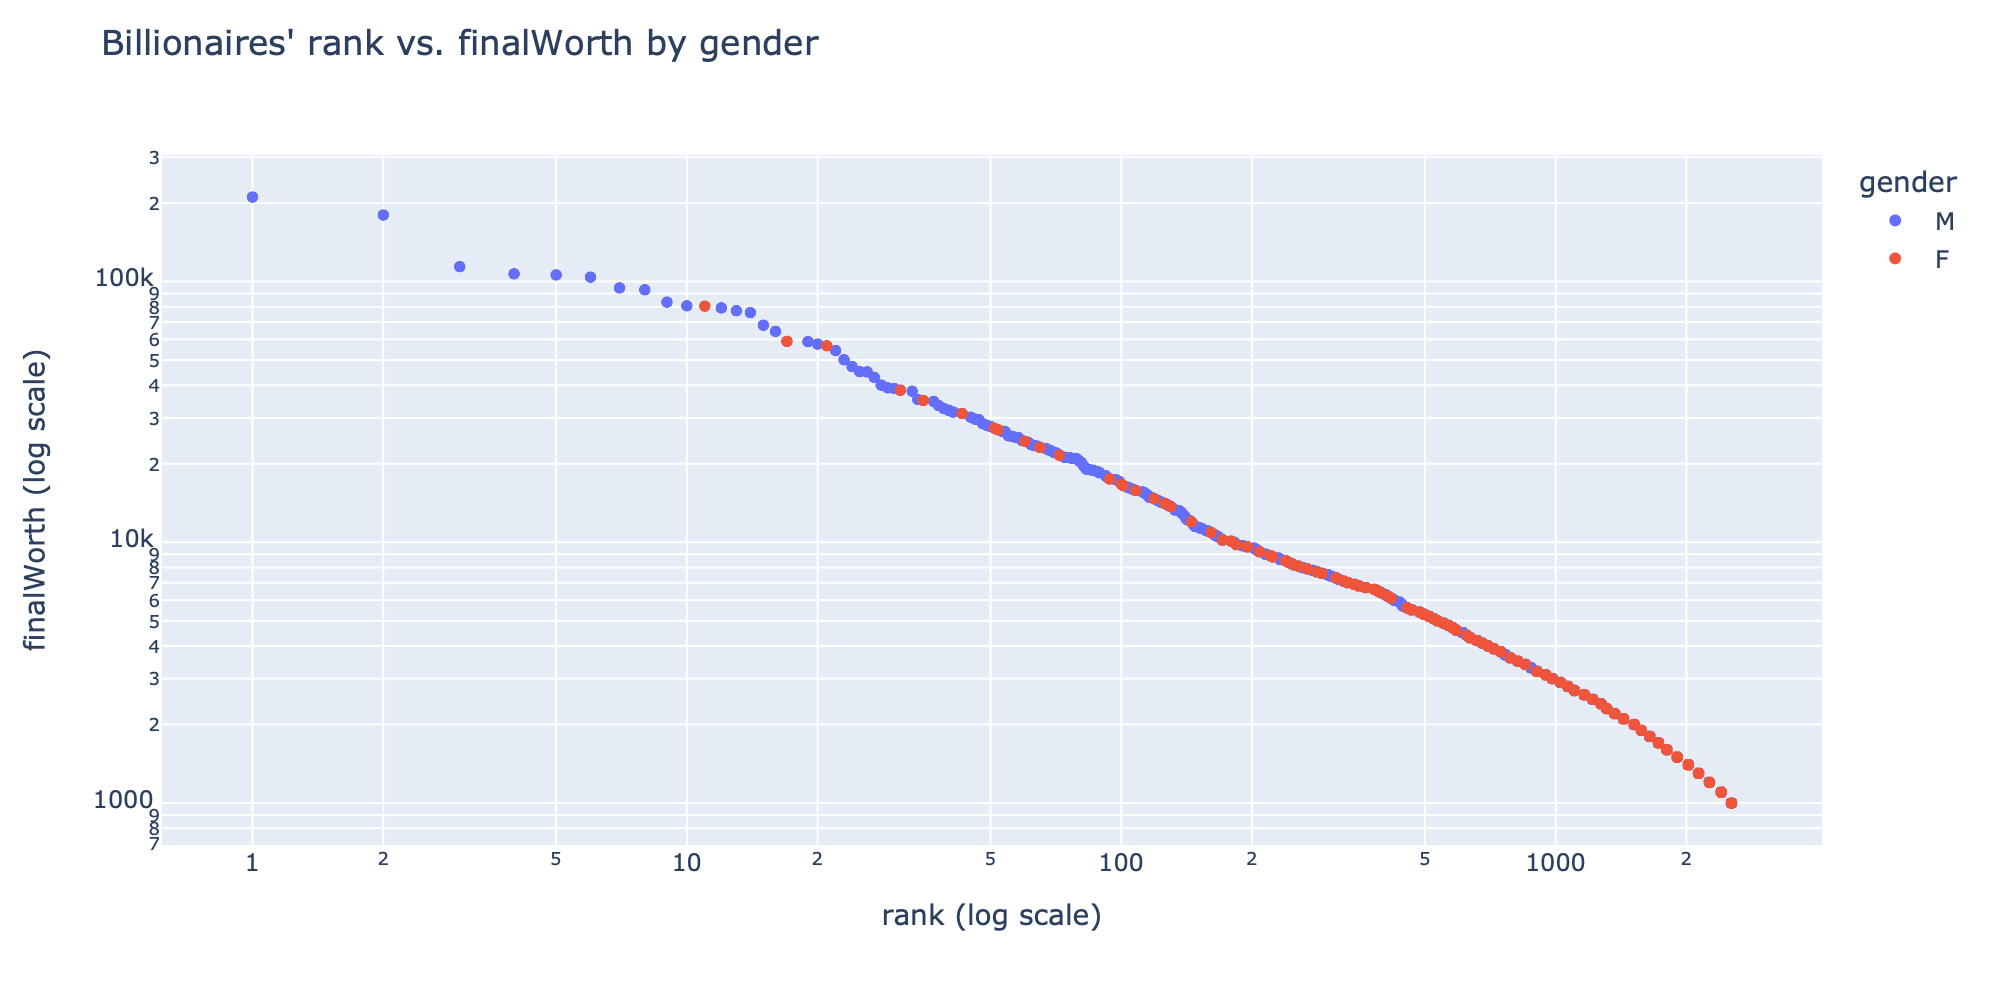 Billionaires' rank vs. finalWorth by gender
gender
M
F
finalWorth (log scale)
3
2
100k
9
8
7
6
5
4
3
2
10k
9
8
7
6
5
4
3
2
1000
9
8
7
1 2 5 10 2 5 100 2 5 1000 2
rank (log scale)